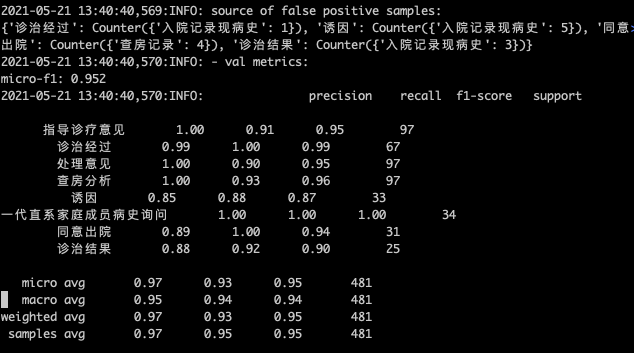 2021-05-21 13:40:40,569:INFO: source of false positive samples:
{'诊治经过': Counter({'入院记录现病史': 1}), '诱因': Counter({'入院记录现病史': 5}), '同意>
出院': Counter({'查房记录': 4}), '诊治结果': Counter({'入院记录现病史': 3})}
2021-05-21 13:40:40,570:INFO: - val metrics:
micro-f1: 0.952
2021-05-21 13:40:40,570:INFO: precision recall f1-score support
指导诊疗意见 1.00 0.91 0.95 97
诊治经过 0.99 1.00 0.99 67
处理意见 1.00 0.90 0.95 97
查房分析 1.00 0.93 0.96 97
诱因 0.85 0.88 0.87 33
一代直系家庭成员病史询问 1.00 1.00 1.00 34
同意出院 0.89 1.00 0.94 31
诊治结果 0.88 0.92 0.90 25
micro avg 0.97 0.93 0.95 481
macro avg 0.95 0.94 0.94 481
weighted avg 0.97 0.93 0.95 481
samples avg 0.97 0.95 0.95 481